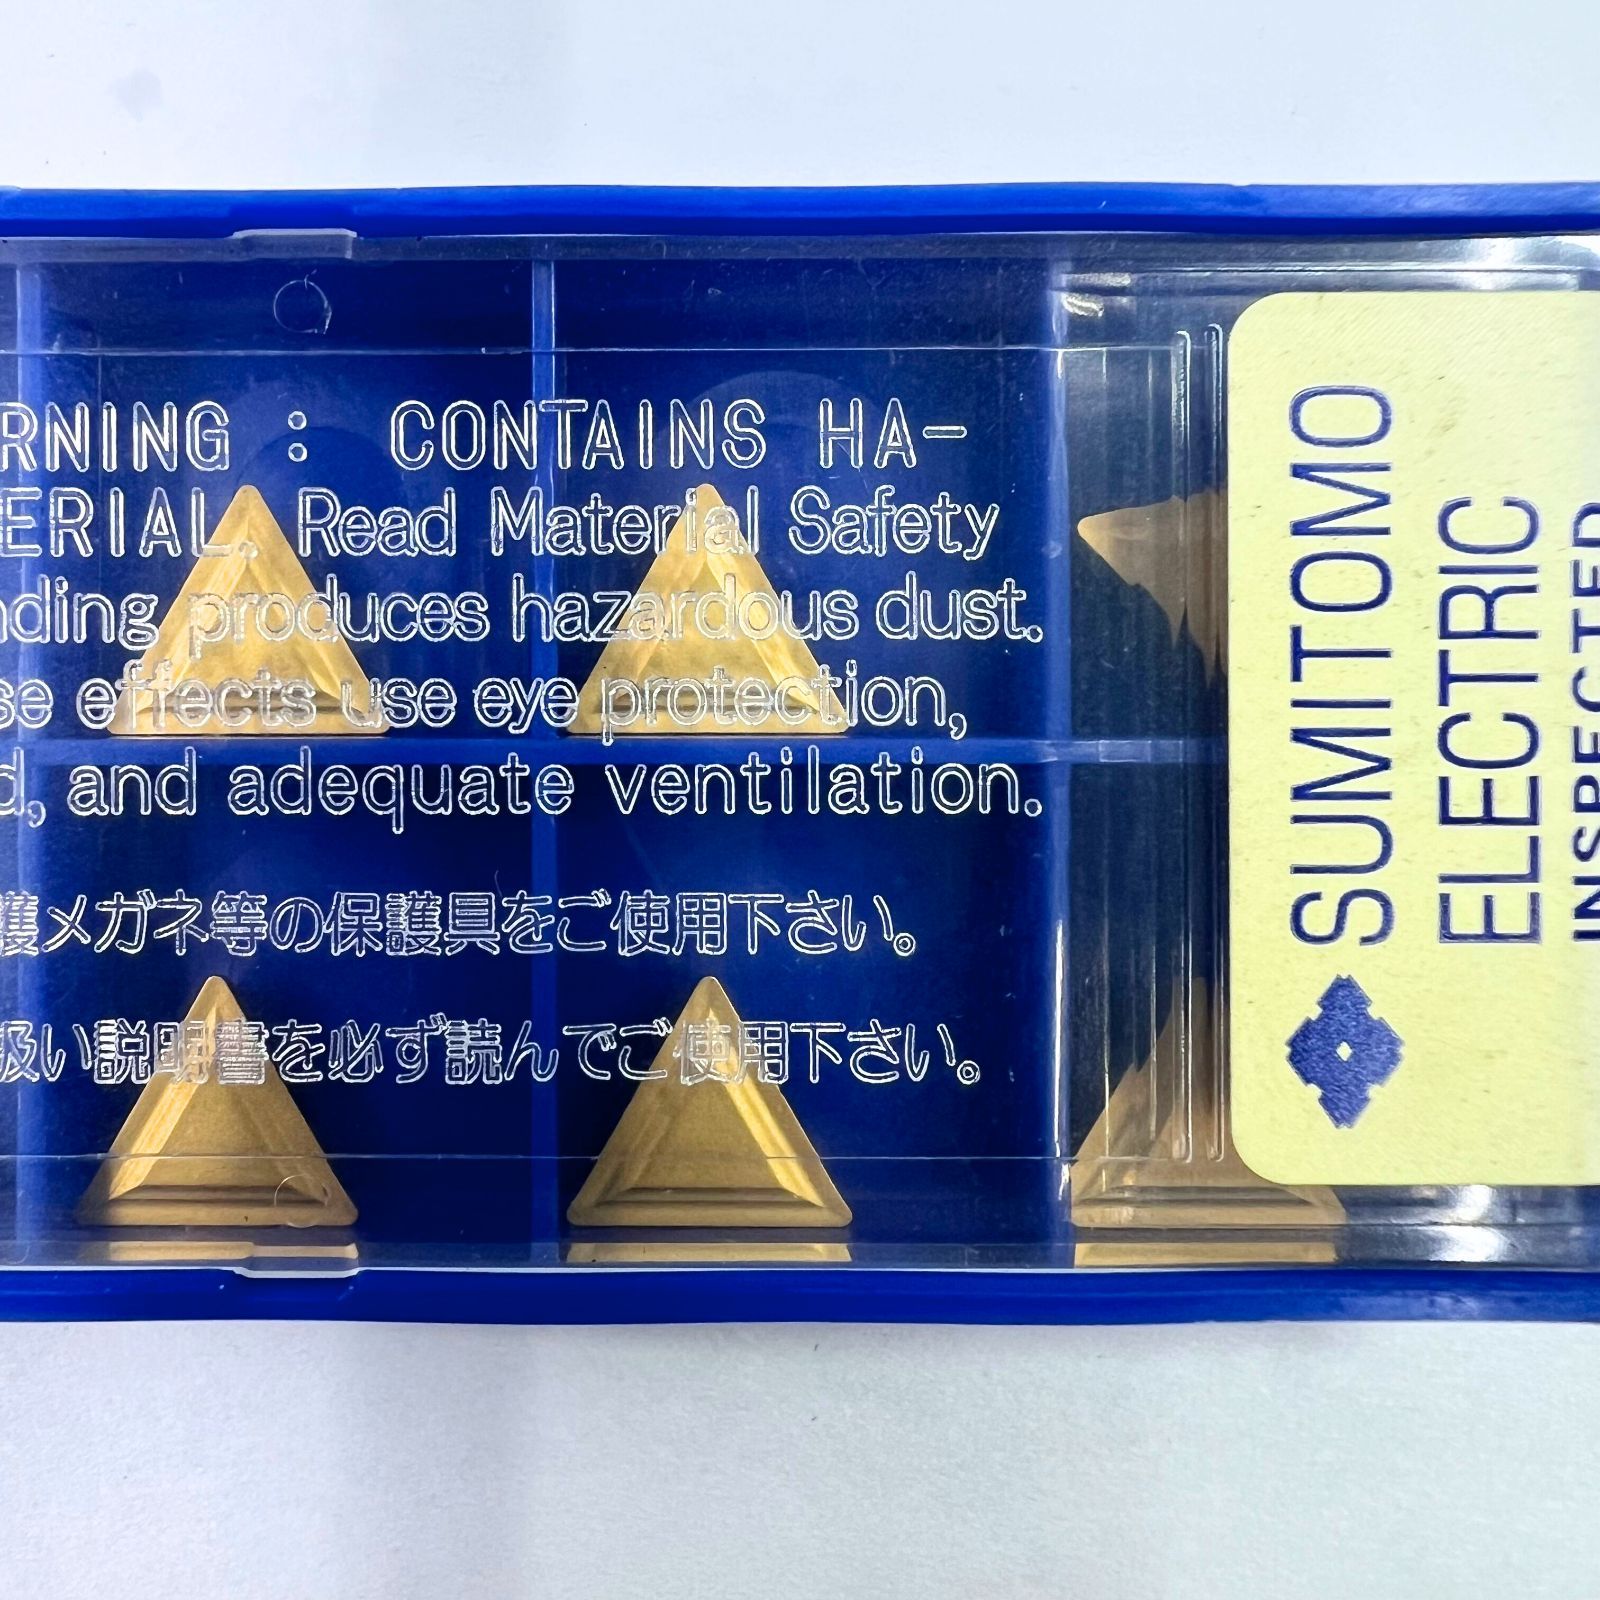 RNING : CONTAINS HA-
ERIAL. Read Material Safety
nding produces hazardous dust.
se effects use eye protection,
d, and adequate ventilation.
護メガネ等の保護具をご使用下さい。
扱い説明書を必ず読んでご使用下さい。
SUMITOMO
ELECTRIC
INSPECTED